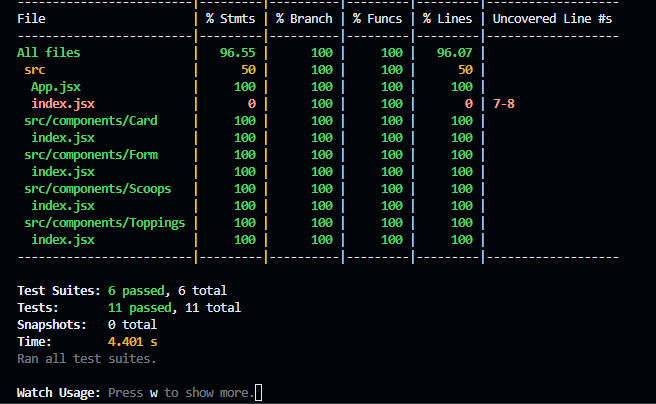 -------------------------|---------|----------|---------|---------|-------------------
File                     | % Stmts | % Branch | % Funcs | % Lines | Uncovered Line #s
-------------------------|---------|----------|---------|---------|-------------------
All files                |   96.55 |      100 |     100 |   96.07 |
 src                     |      50 |      100 |     100 |      50 |
  App.jsx                |     100 |      100 |     100 |     100 |
  index.jsx              |       0 |      100 |     100 |       0 | 7-8
 src/components/Card     |     100 |      100 |     100 |     100 |
  index.jsx              |     100 |      100 |     100 |     100 |
 src/components/Form     |     100 |      100 |     100 |     100 |
  index.jsx              |     100 |      100 |     100 |     100 |
 src/components/Scoops   |     100 |      100 |     100 |     100 |
  index.jsx              |     100 |      100 |     100 |     100 |
 src/components/Toppings |     100 |      100 |     100 |     100 |
  index.jsx              |     100 |      100 |     100 |     100 |
-------------------------|---------|----------|---------|---------|-------------------
Test Suites: 6 passed, 6 total
Tests:       11 passed, 11 total
Snapshots:   0 total
Time:        4.401 s
Ran all test suites.
Watch Usage: Press w to show more.